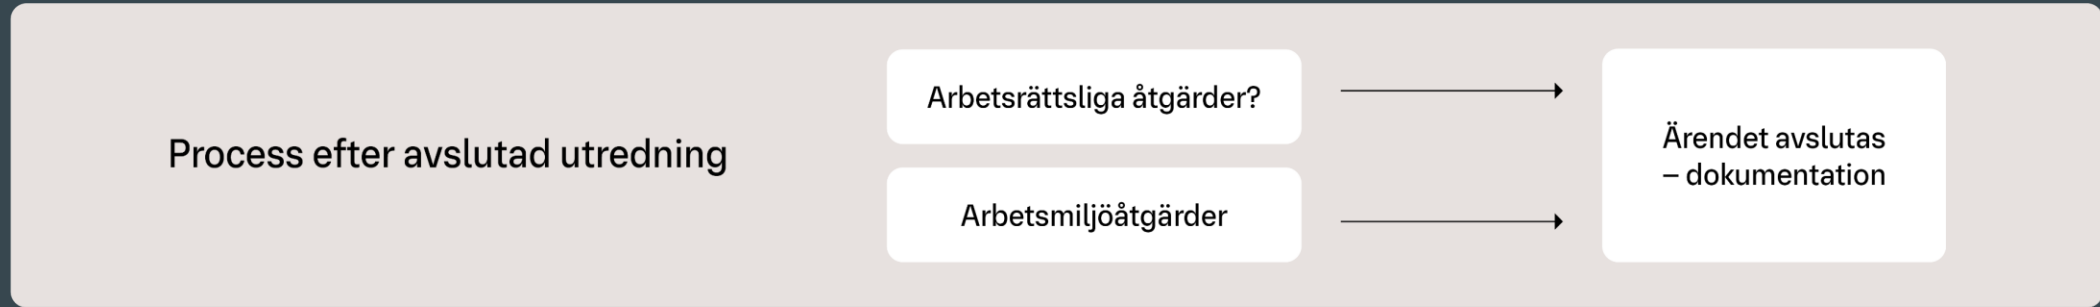 Process efter avslutad utredning
Arbetsrättsliga åtgärder?
Arbetsmiljöåtgärder
Ärendet avslutas
– dokumentation